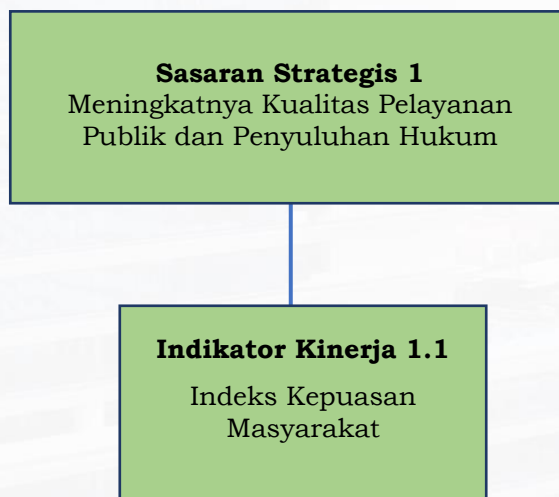 Sasaran Strategis 1
Meningkatnya Kualitas Pelayanan
Publik dan Penyuluhan Hukum
Indikator Kinerja 1.1
Indeks Kepuasan
Masyarakat